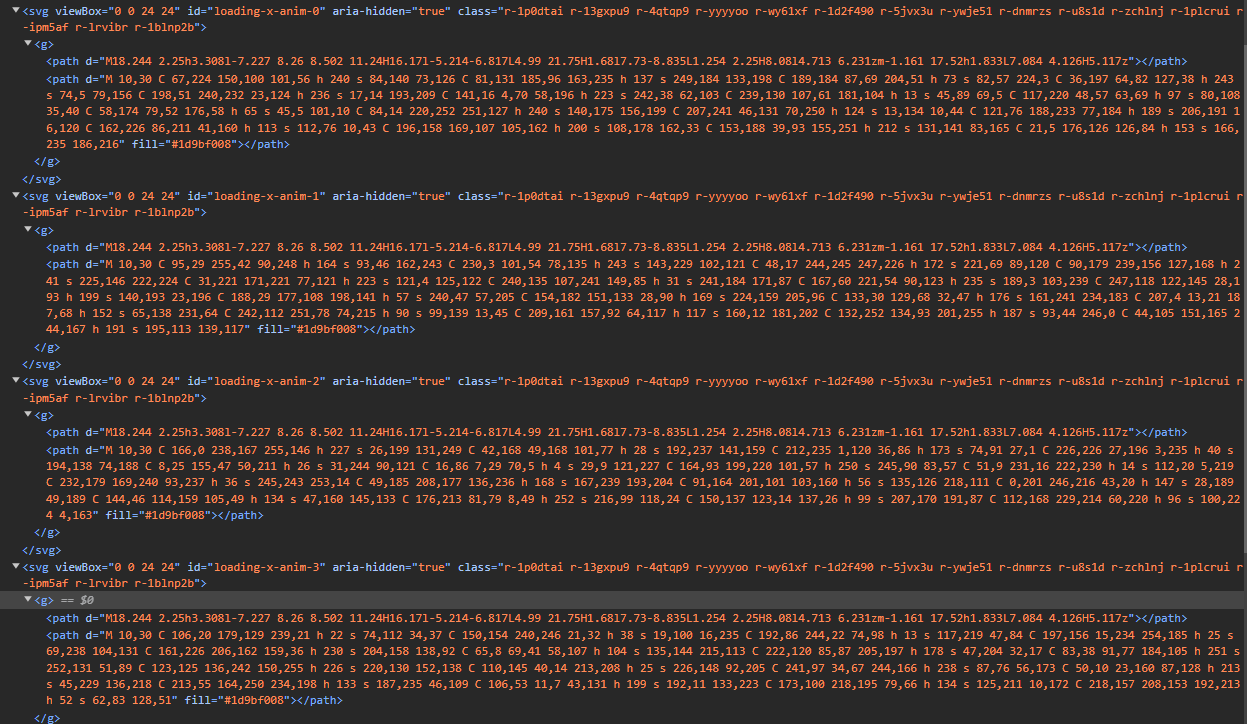 ▼<svg viewBox="0 0 24 24" id="loading-x-anim-0" aria-hidden="true" class="r-1p0dtai r-13gxpu9 r-4qtqp9 r-yyyyoo r-wy61xf r-1d2f490 r-5jvx3u r-ywje51 r-dnmrzs r-u8s1d r-zchlnj r-1plcrui r
-ipm5af r-lrvibr r-1blnp2b">
▼<g>
<path d="M18.244 2.25h3.308l-7.227 8.26 8.502 11.24H16.17l-5.214-6.817L4.99 21.75H1.68l7.73-8.835L1.254 2.25H8.08l4.713 6.231zm-1.161 17.52h1.833L7.084 4.126H5.117z"></path>
<path d="M 10,30 C 67,224 150,100 101,56 h 240 s 84,140 73,126 C 81,131 185,96 163,235 h 137 s 249,184 133,198 C 189,184 87,69 204,51 h 73 s 82,57 224,3 C 36,197 64,82 127,38 h 243
s 74,5 79,156 C 198,51 240,232 23,124 h 236 s 17,14 193,209 C 141,16 4,70 58,196 h 223 s 242,38 62,103 C 239,130 107,61 181,104 h 13 s 45,89 69,5 C 117,220 48,57 63,69 h 97 s 80,108
35,40 C 58,174 79,52 176,58 h 65 s 45,5 101,10 C 84,14 220,252 251,127 h 240 s 140,175 156,199 C 207,241 46,131 70,250 h 124 s 13,134 10,44 C 121,76 188,233 77,184 h 189 s 206,191 1
6,120 C 162,226 86,211 41,160 h 113 s 112,76 10,43 C 196,158 169,107 105,162 h 200 s 108,178 162,33 C 153,188 39,93 155,251 h 212 s 131,141 83,165 C 21,5 176,126 126,84 h 153 s 166,
235 186,216" fill="#1d9bf008"></path>
</g>
</svg>
▼<svg viewBox="0 0 24 24" id="loading-x-anim-1" aria-hidden="true" class="r-1p0dtai r-13gxpu9 r-4qtqp9 r-yyyyoo r-wy61xf r-1d2f490 r-5jvx3u r-ywje51 r-dnmrzs r-u8s1d r-zchlnj r-1plcrui r
-ipm5af r-lrvibr r-1blnp2b">
▼<g>
<path d="M18.244 2.25h3.308l-7.227 8.26 8.502 11.24H16.17l-5.214-6.817L4.99 21.75H1.68l7.73-8.835L1.254 2.25H8.08l4.713 6.231zm-1.161 17.52h1.833L7.084 4.126H5.117z"></path>
<path d="M 10,30 C 95,29 255,42 90,248 h 164 s 93,46 162,243 C 230,3 101,54 78,135 h 243 s 143,229 102,121 C 48,17 244,245 247,226 h 172 s 221,69 89,120 C 90,179 239,156 127,168 h 2
41 s 225,146 222,224 C 31,221 171,221 77,121 h 223 s 121,4 125,122 C 240,135 107,241 149,85 h 31 s 241,184 171,87 C 167,60 221,54 90,123 h 235 s 189,3 103,239 C 247,118 122,145 28,1
93 h 199 s 140,193 23,196 C 188,29 177,108 198,141 h 57 s 240,47 57,205 C 154,182 151,133 28,90 h 169 s 224,159 205,96 C 133,30 129,68 32,47 h 176 s 161,241 234,183 C 207,4 13,21 18
7,68 h 152 s 65,138 231,64 C 242,112 251,78 74,215 h 90 s 99,139 13,45 C 209,161 157,92 64,117 h 117 s 160,12 181,202 C 132,252 134,93 201,255 h 187 s 93,44 246,0 C 44,105 151,165 2
44,167 h 191 s 195,113 139,117" fill="#1d9bf008"></path>
</g>
</svg>
▼<svg viewBox="0 0 24 24" id="loading-x-anim-2" aria-hidden="true" class="r-1p0dtai r-13gxpu9 r-4qtqp9 r-yyyyoo r-wy61xf r-1d2f490 r-5jvx3u r-ywje51 r-dnmrzs r-u8s1d r-zchlnj r-1plcrui r
-ipm5af r-lrvibr r-1blnp2b">
▼<g>
<path d="M18.244 2.25h3.308l-7.227 8.26 8.502 11.24H16.17l-5.214-6.817L4.99 21.75H1.68l7.73-8.835L1.254 2.25H8.08l4.713 6.231zm-1.161 17.52h1.833L7.084 4.126H5.117z"></path>
<path d="M 10,30 C 166,0 238,167 255,146 h 227 s 26,199 131,249 C 42,168 49,168 101,77 h 28 s 192,237 141,159 C 212,235 1,120 36,86 h 173 s 74,91 27,1 C 226,226 27,196 3,235 h 40 s
194,138 74,188 C 8,25 155,47 50,211 h 26 s 31,244 90,121 C 16,86 7,29 70,5 h 4 s 29,9 121,227 C 164,93 199,220 101,57 h 250 s 245,90 83,57 C 51,9 231,16 222,230 h 14 s 112,20 5,219
C 232,179 169,240 93,237 h 36 s 245,243 253,14 C 49,185 208,177 136,236 h 168 s 167,239 193,204 C 91,164 201,101 103,160 h 56 s 135,126 218,111 C 0,201 246,216 43,20 h 147 s 28,189
49,189 C 144,46 114,159 105,49 h 134 s 47,160 145,133 C 176,213 81,79 8,49 h 252 s 216,99 118,24 C 150,137 123,14 137,26 h 99 s 207,170 191,87 C 112,168 229,214 60,220 h 96 s 100,22
4 4,163" fill="#1d9bf008"></path>
</g>
</svg>
▼<svg viewBox="0 0 24 24" id="loading-x-anim-3" aria-hidden="true" class="r-1p0dtai r-13gxpu9 r-4qtqp9 r-yyyyoo r-wy61xf r-1d2f490 r-5jvx3u r-ywje51 r-dnmrzs r-u8s1d r-zchlnj r-1plcrui r
-ipm5af r-lrvibr r-1blnp2b">
▼<g> == $0
<path d="M18.244 2.25h3.308l-7.227 8.26 8.502 11.24H16.17l-5.214-6.817L4.99 21.75H1.68l7.73-8.835L1.254 2.25H8.08l4.713 6.231zm-1.161 17.52h1.833L7.084 4.126H5.117z"></path>
<path d="M 10,30 C 106,20 179,129 239,21 h 22 s 74,112 34,37 C 150,154 240,246 21,32 h 38 s 19,100 16,235 C 192,86 244,22 74,98 h 13 s 117,219 47,84 C 197,156 15,234 254,185 h 25 s
69,238 104,131 C 161,226 206,162 159,36 h 230 s 204,158 138,92 C 65,8 69,41 58,107 h 104 s 135,144 215,113 C 222,120 85,87 205,197 h 178 s 47,204 32,17 C 83,38 91,77 184,105 h 251 s
252,131 51,89 C 123,125 136,242 150,255 h 226 s 220,130 152,138 C 110,145 40,14 213,208 h 25 s 226,148 92,205 C 241,97 34,67 244,166 h 238 s 87,76 56,173 C 50,10 23,160 87,128 h 213
s 45,229 136,218 C 213,55 164,250 234,198 h 133 s 187,235 46,109 C 106,53 11,7 43,131 h 199 s 192,11 133,223 C 173,100 218,195 79,66 h 134 s 125,211 10,172 C 218,157 208,153 192,213
h 52 s 62,83 128,51" fill="#1d9bf008"></path>
</g>